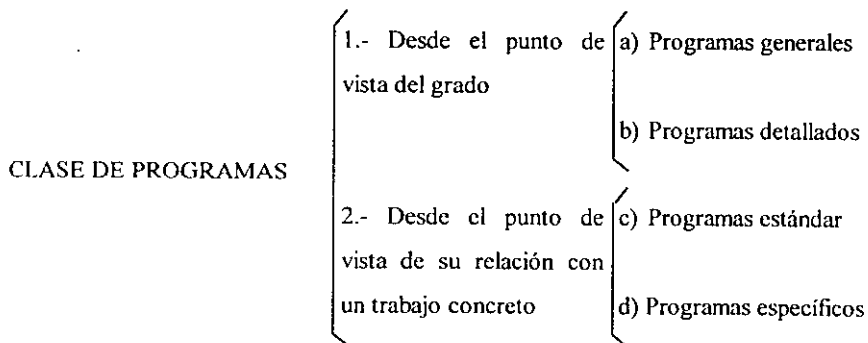 CLASE DE PROGRAMAS
1.- Desde el punto de
vista del grado
a) Programas generales
b) Programas detallados
2.- Desde el punto de
vista de su relación con
un trabajo concreto
c) Programas estándar
d) Programas específicos